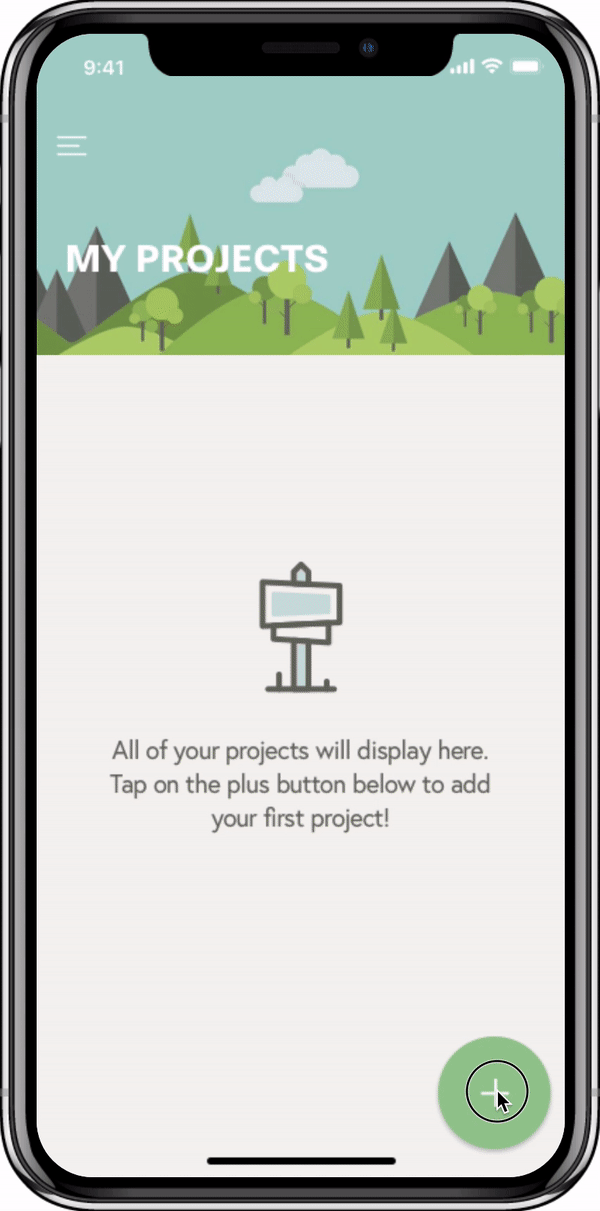 9:41
MY PROJECTS
All of your projects will display here.
Tap on the plus button below to add
your first project!